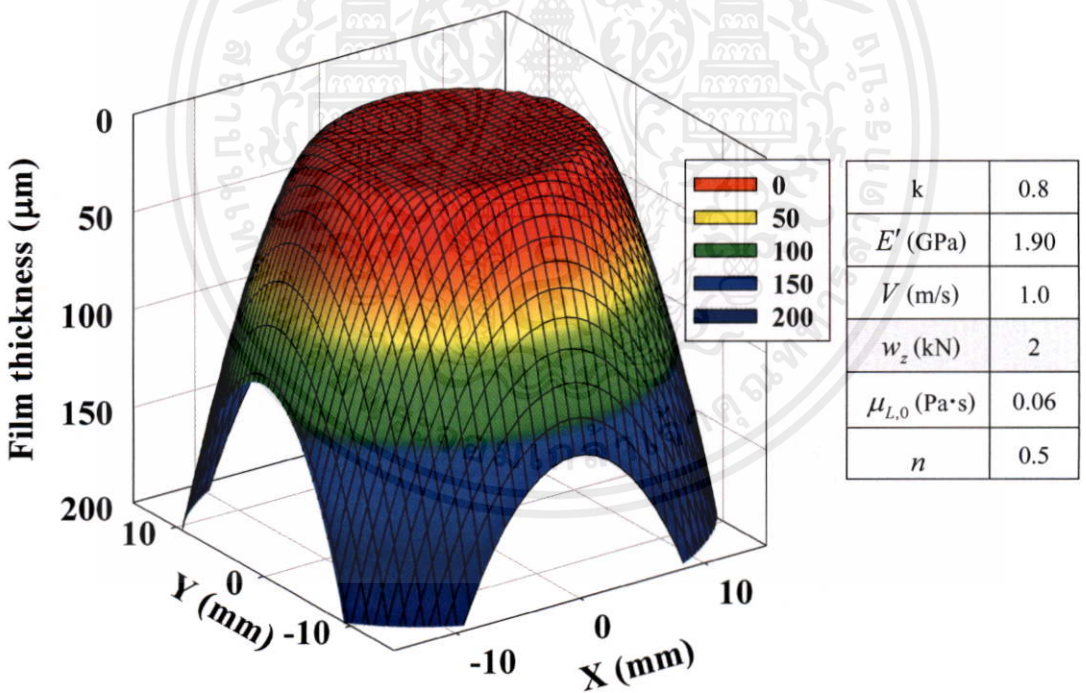 Film thickness (μm)
0
50
100
150
200
10
0
-10
Y (mm)
-10
0
10
X (mm)
0
50
100
150
200
k 0.8
E' (GPa) 1.90
V (m/s) 1.0
w_z (kN) 2
μ_L,0 (Pa·s) 0.06
n 0.5